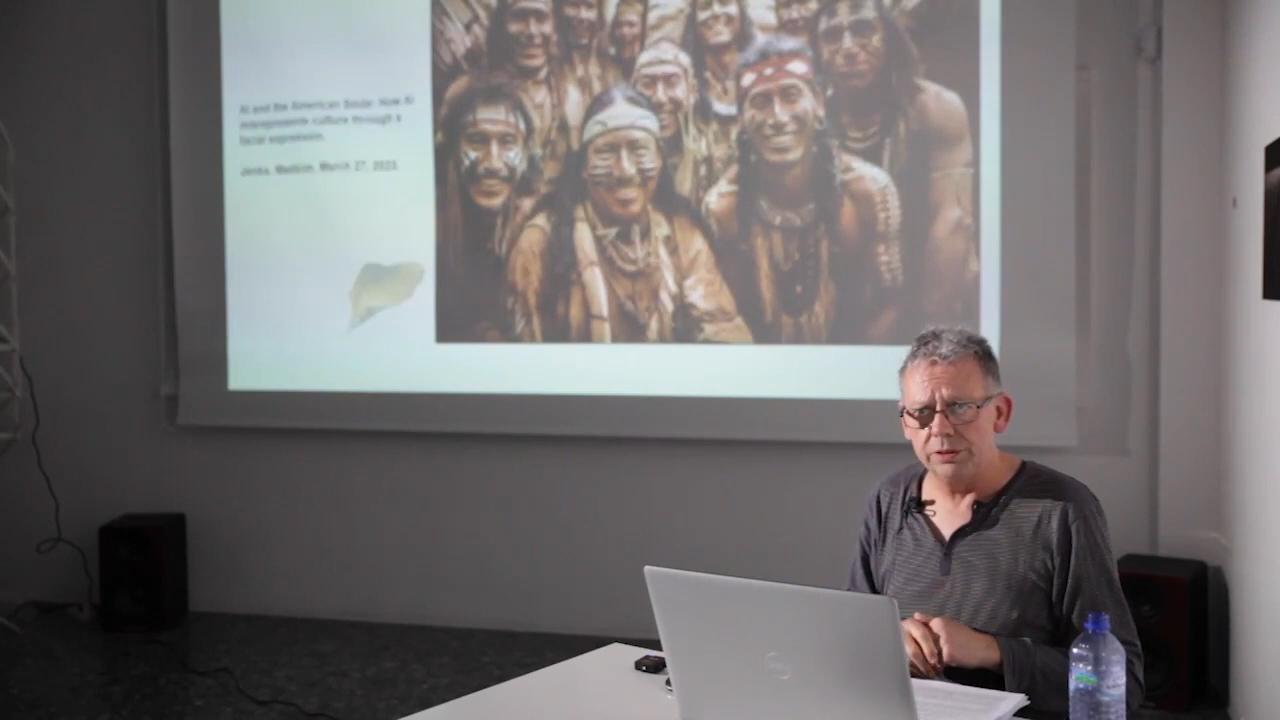 AI and the American Smile: How AI
misrepresents culture through a
facial expression.
Jenka, Medium, March 27, 2023.